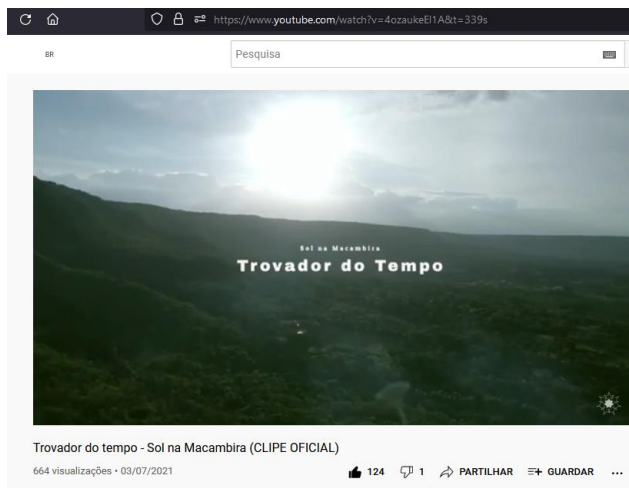 https://www.youtube.com/watch?v=4ozaukeEl1A&t=339s
BR
Pesquisa
Sol na Macambira
Trovador do Tempo
Trovador do tempo - Sol na Macambira (CLIPE OFICIAL)
664 visualizações • 03/07/2021 124 1 PARTILHAR GUARDAR ...